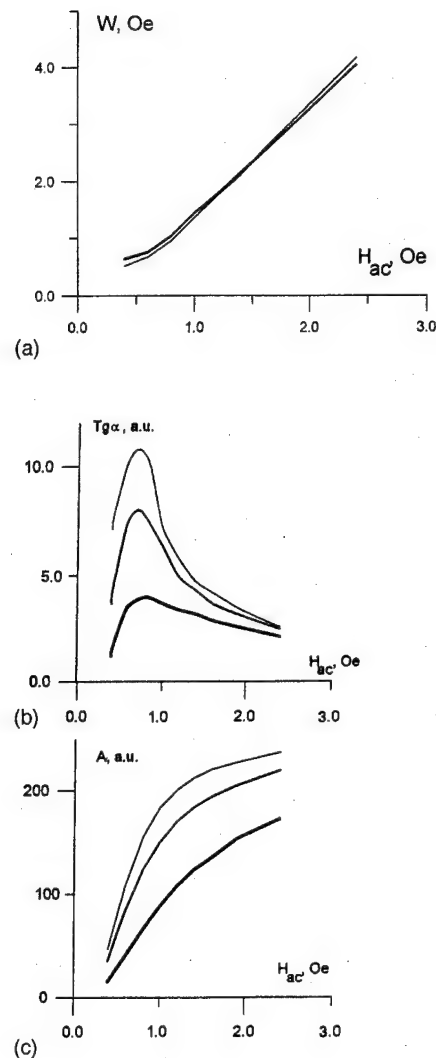 W, Oe
4.0
2.0
0.0
H_ac, Oe
0.0 1.0 2.0 3.0
(a)
Tgα, a.u.
10.0
5.0
0.0
H_ac, Oe
0.0 1.0 2.0 3.0
(b)
A, a.u.
200
100
0
H_ac, Oe
0.0 1.0 2.0 3.0
(c)